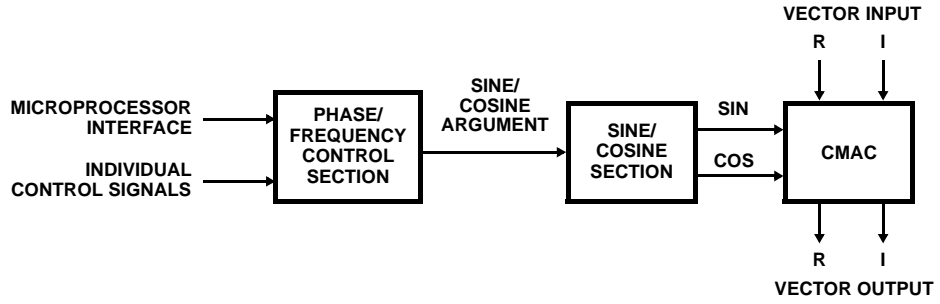 VECTOR INPUT
R I
MICROPROCESSOR
INTERFACE
INDIVIDUAL
CONTROL SIGNALS
PHASE/
FREQUENCY
CONTROL
SECTION
SINE/
COSINE
ARGUMENT
SINE/
COSINE
SECTION
SIN
COS
CMAC
R I
VECTOR OUTPUT